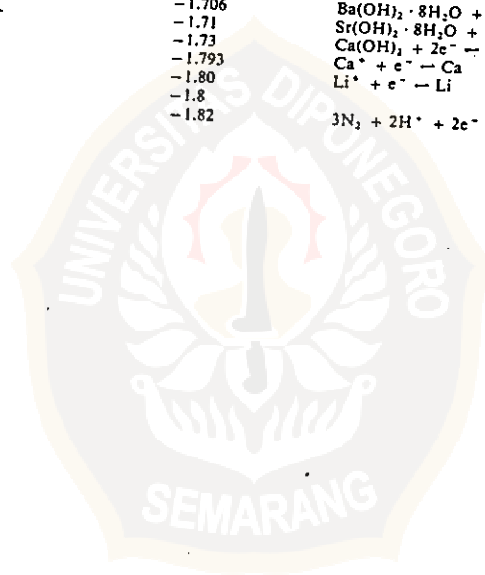 -1.706 Ba(OH)₂ · 8H₂O +
-1.71 Sr(OH)₂ · 8H₂O +
-1.73 Ca(OH)₂ + 2e⁻ ⇌
-1.793 Ca⁺ + e⁻ ⇌ Ca
-1.80 Li⁺ + e⁻ ⇌ Li
-1.8
-1.82 3N₂ + 2H⁺ + 2e⁻
UNIVERSITAS DIPONEGORO
SEMARANG